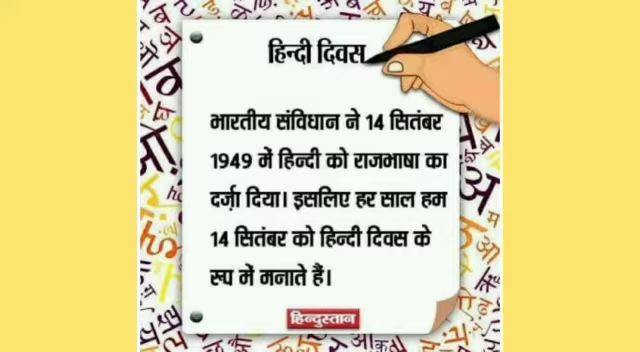 हिन्दी दिवस
भारतीय संविधान ने 14 सितंबर
1949 में हिन्दी को राजभाषा का
दर्ज़ा दिया। इसलिए हर साल हम
14 सितंबर को हिन्दी दिवस के
रूप में मनाते हैं।
हिन्दुस्तान